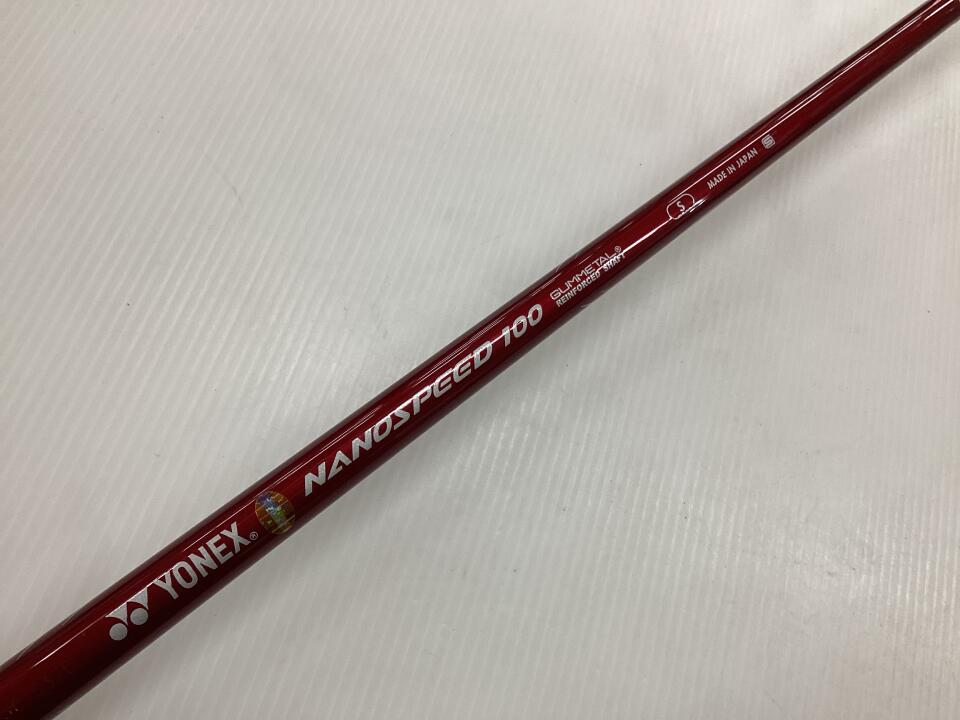 YONEX®
NANOSPEED 100
GUMMETAL®
REINFORCED SHAFT
S
MADE IN JAPAN S